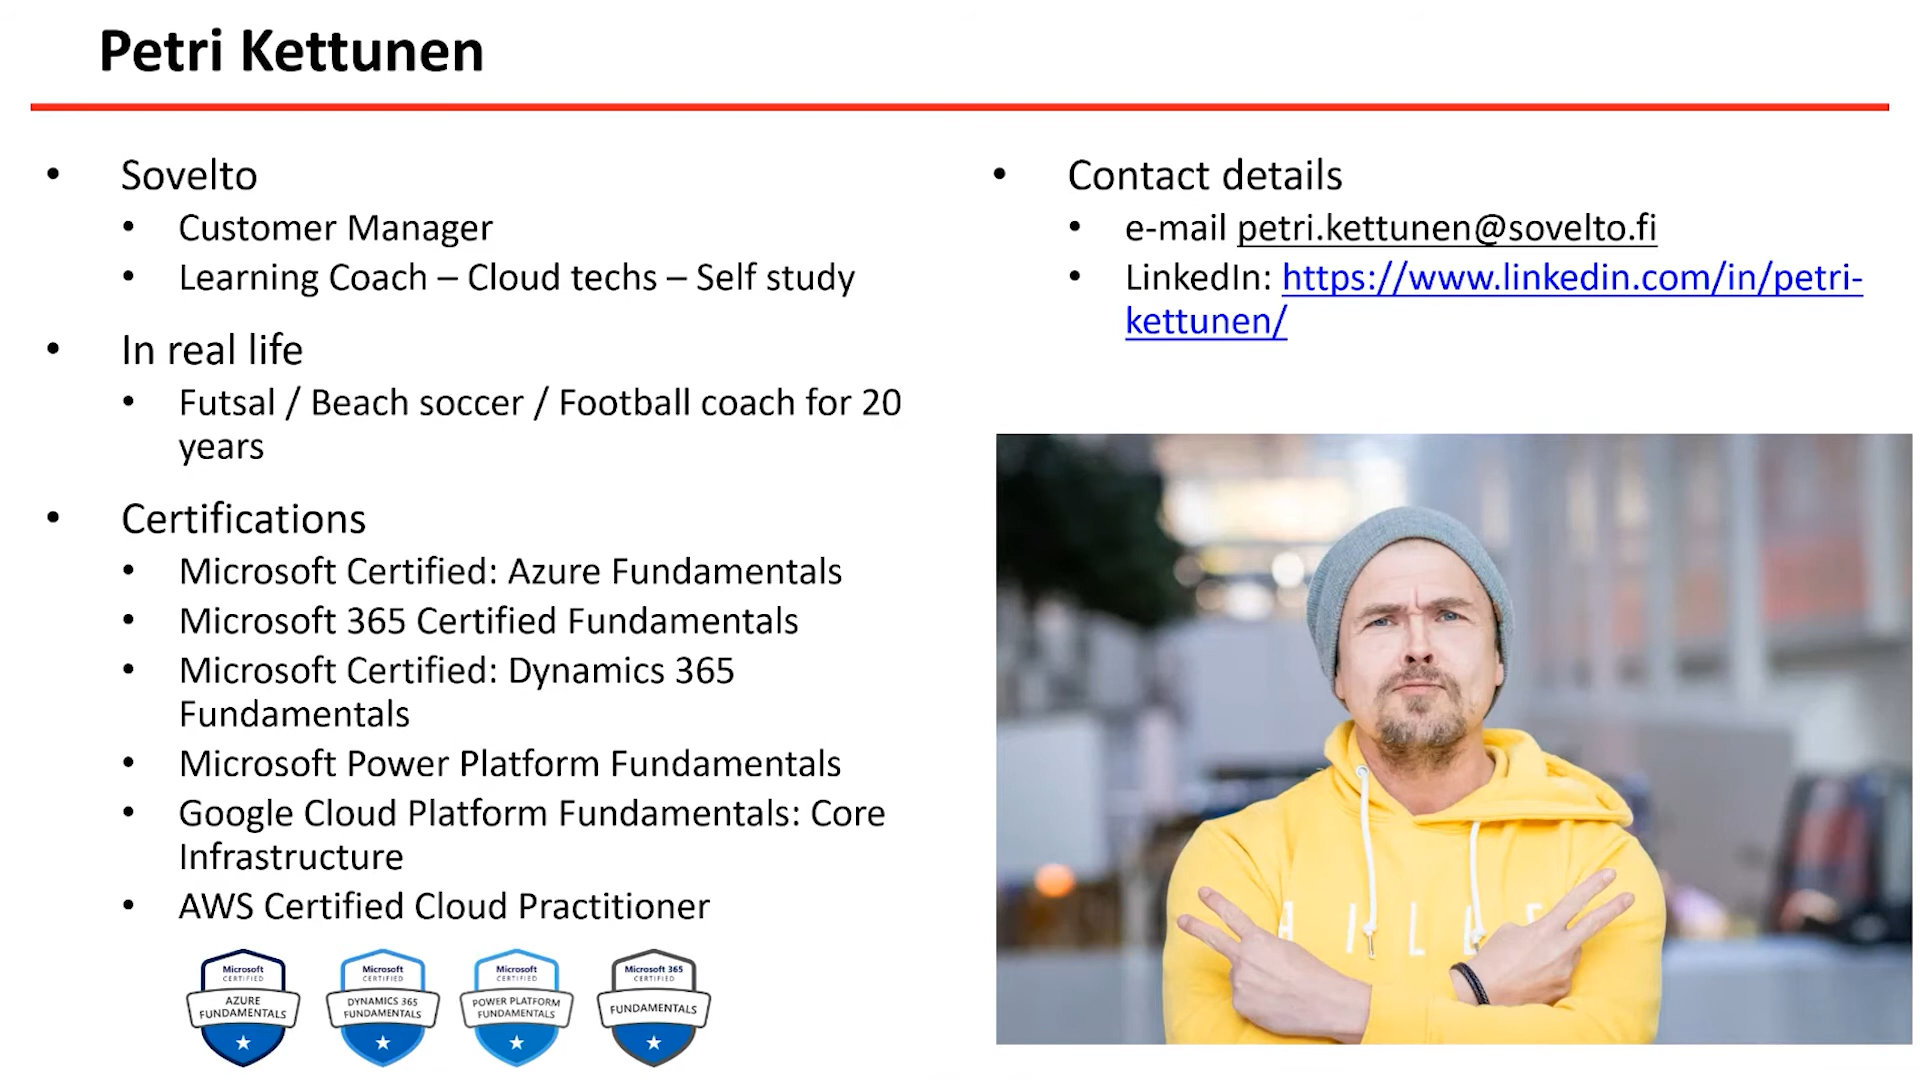 Petri Kettunen
• Sovelto
• Customer Manager
• Learning Coach – Cloud techs – Self study
• In real life
• Futsal / Beach soccer / Football coach for 20
years
• Certifications
• Microsoft Certified: Azure Fundamentals
• Microsoft 365 Certified Fundamentals
• Microsoft Certified: Dynamics 365
Fundamentals
• Microsoft Power Platform Fundamentals
• Google Cloud Platform Fundamentals: Core
Infrastructure
• AWS Certified Cloud Practitioner
Microsoft
CERTIFIED
AZURE
FUNDAMENTALS
Microsoft
CERTIFIED
DYNAMICS 365
FUNDAMENTALS
Microsoft
CERTIFIED
POWER PLATFORM
FUNDAMENTALS
Microsoft 365
CERTIFIED
FUNDAMENTALS
• Contact details
• e-mail petri.kettunen@sovelto.fi
• LinkedIn: https://www.linkedin.com/in/petri-
kettunen/